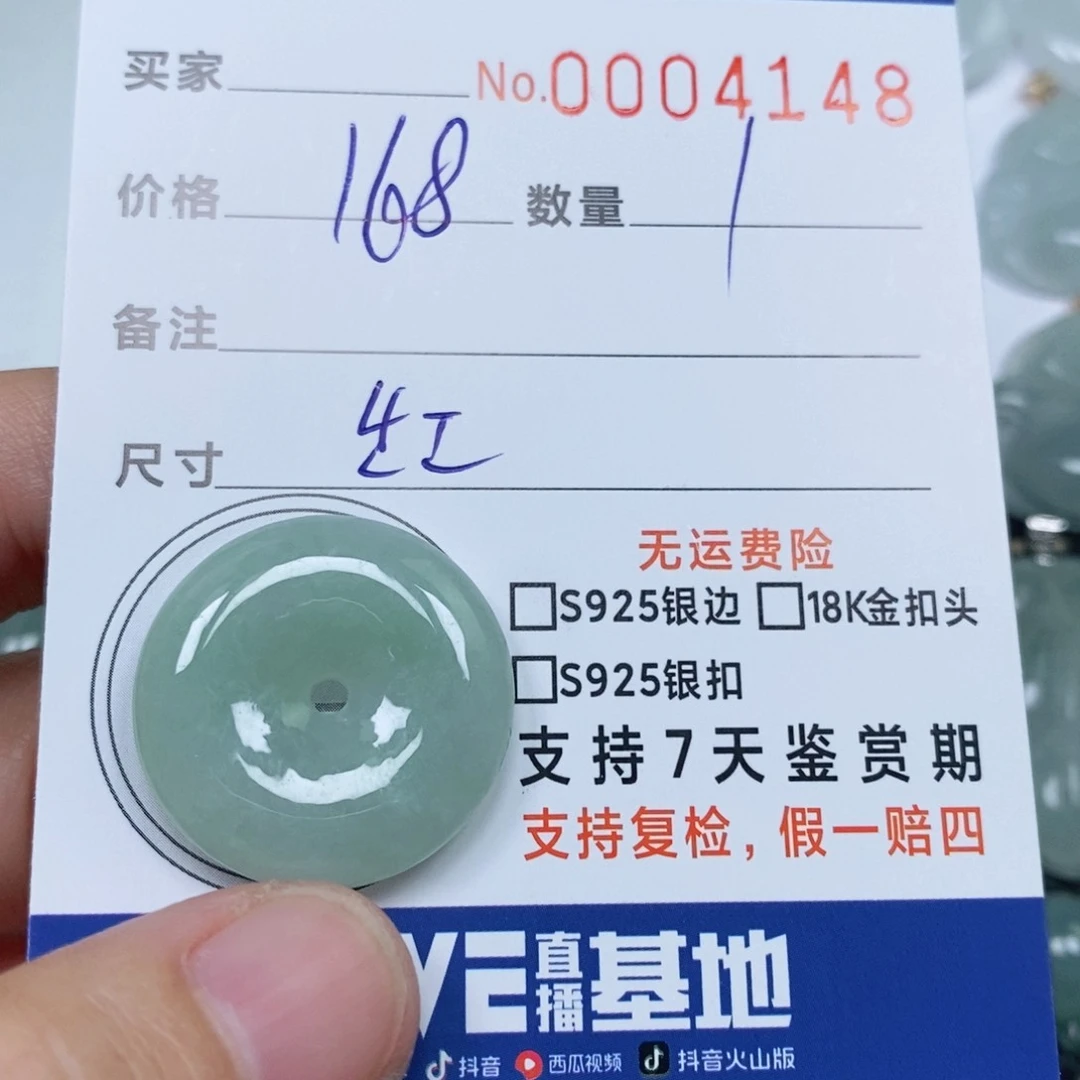 买家 No.0004148
价格 168 数量 1
备注
尺寸
无运费险
S925银边 18K金扣头
S925银扣
支持7天鉴赏期
支持复检，假一赔四
VE直播基地
抖音 西瓜视频 抖音火山版